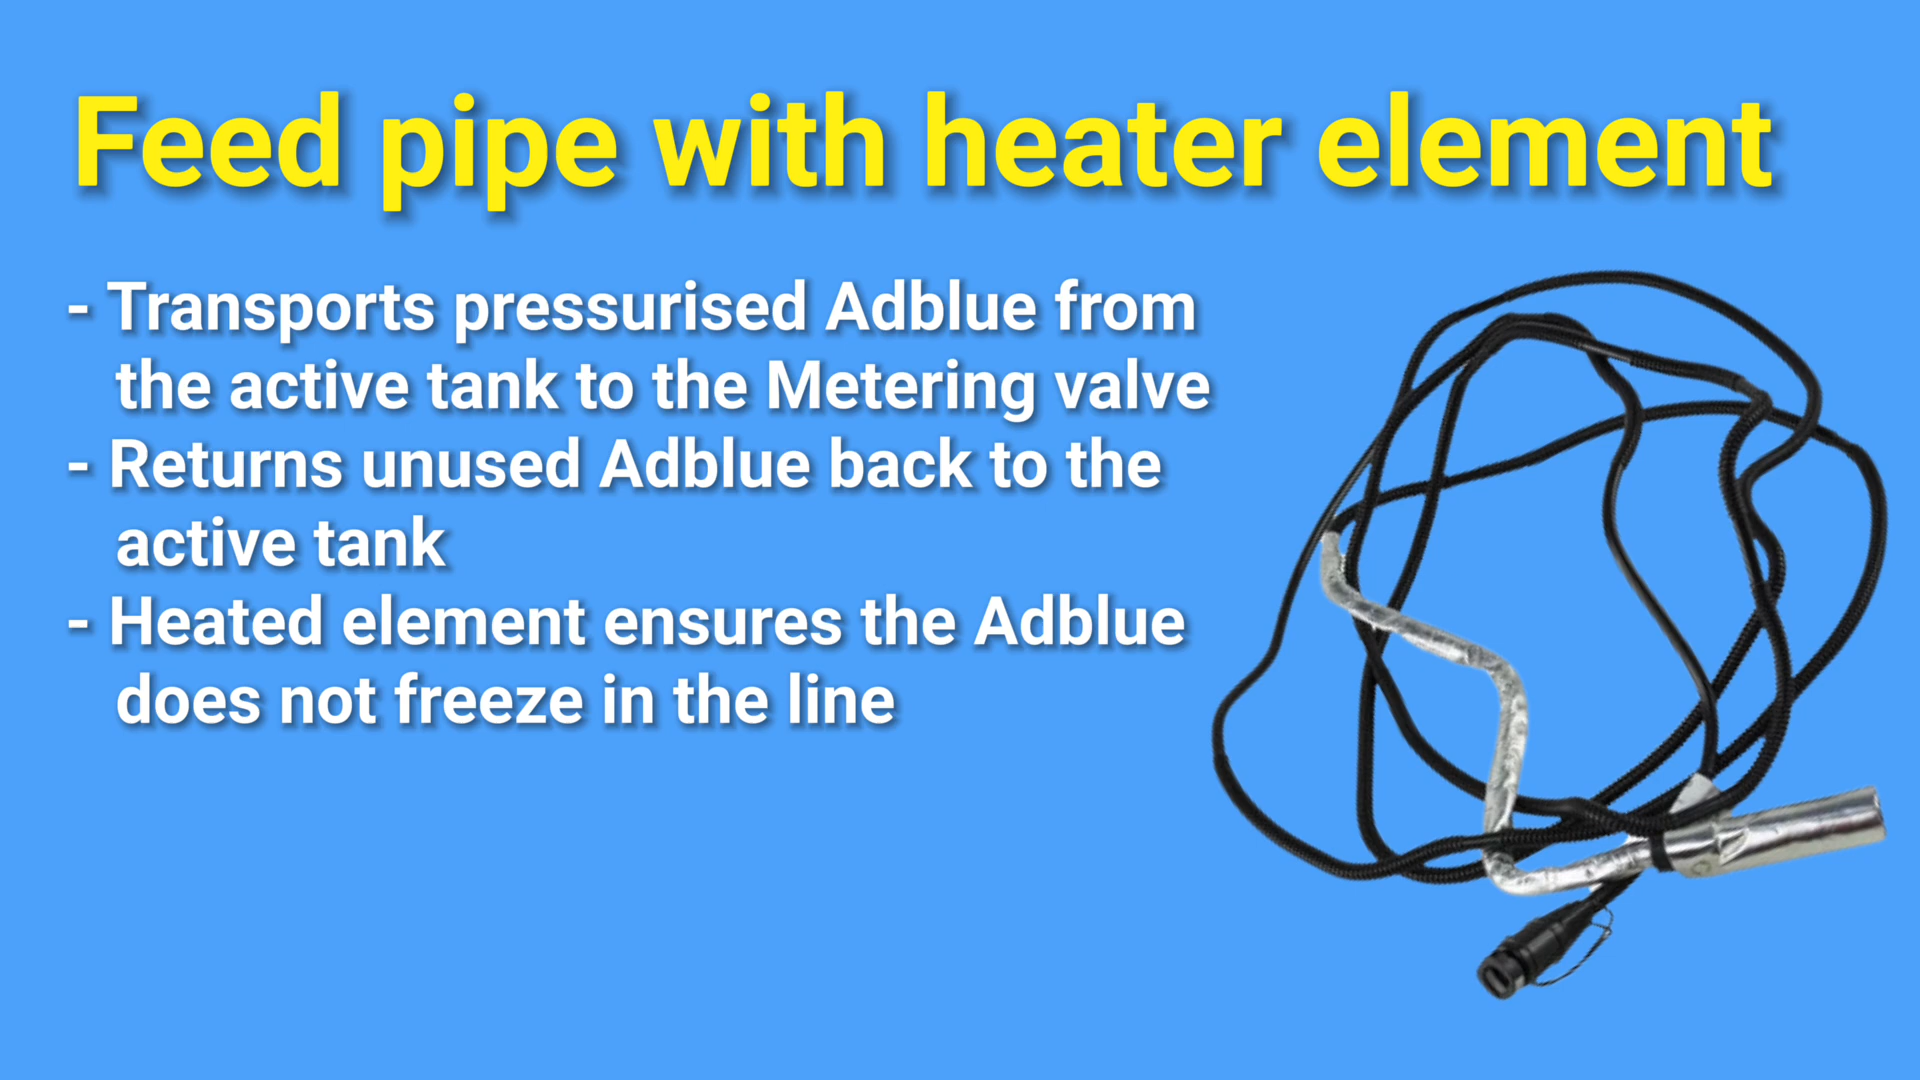 Feed pipe with heater element
- Transports pressurised Adblue from
the active tank to the Metering valve
- Returns unused Adblue back to the
active tank
- Heated element ensures the Adblue
does not freeze in the line